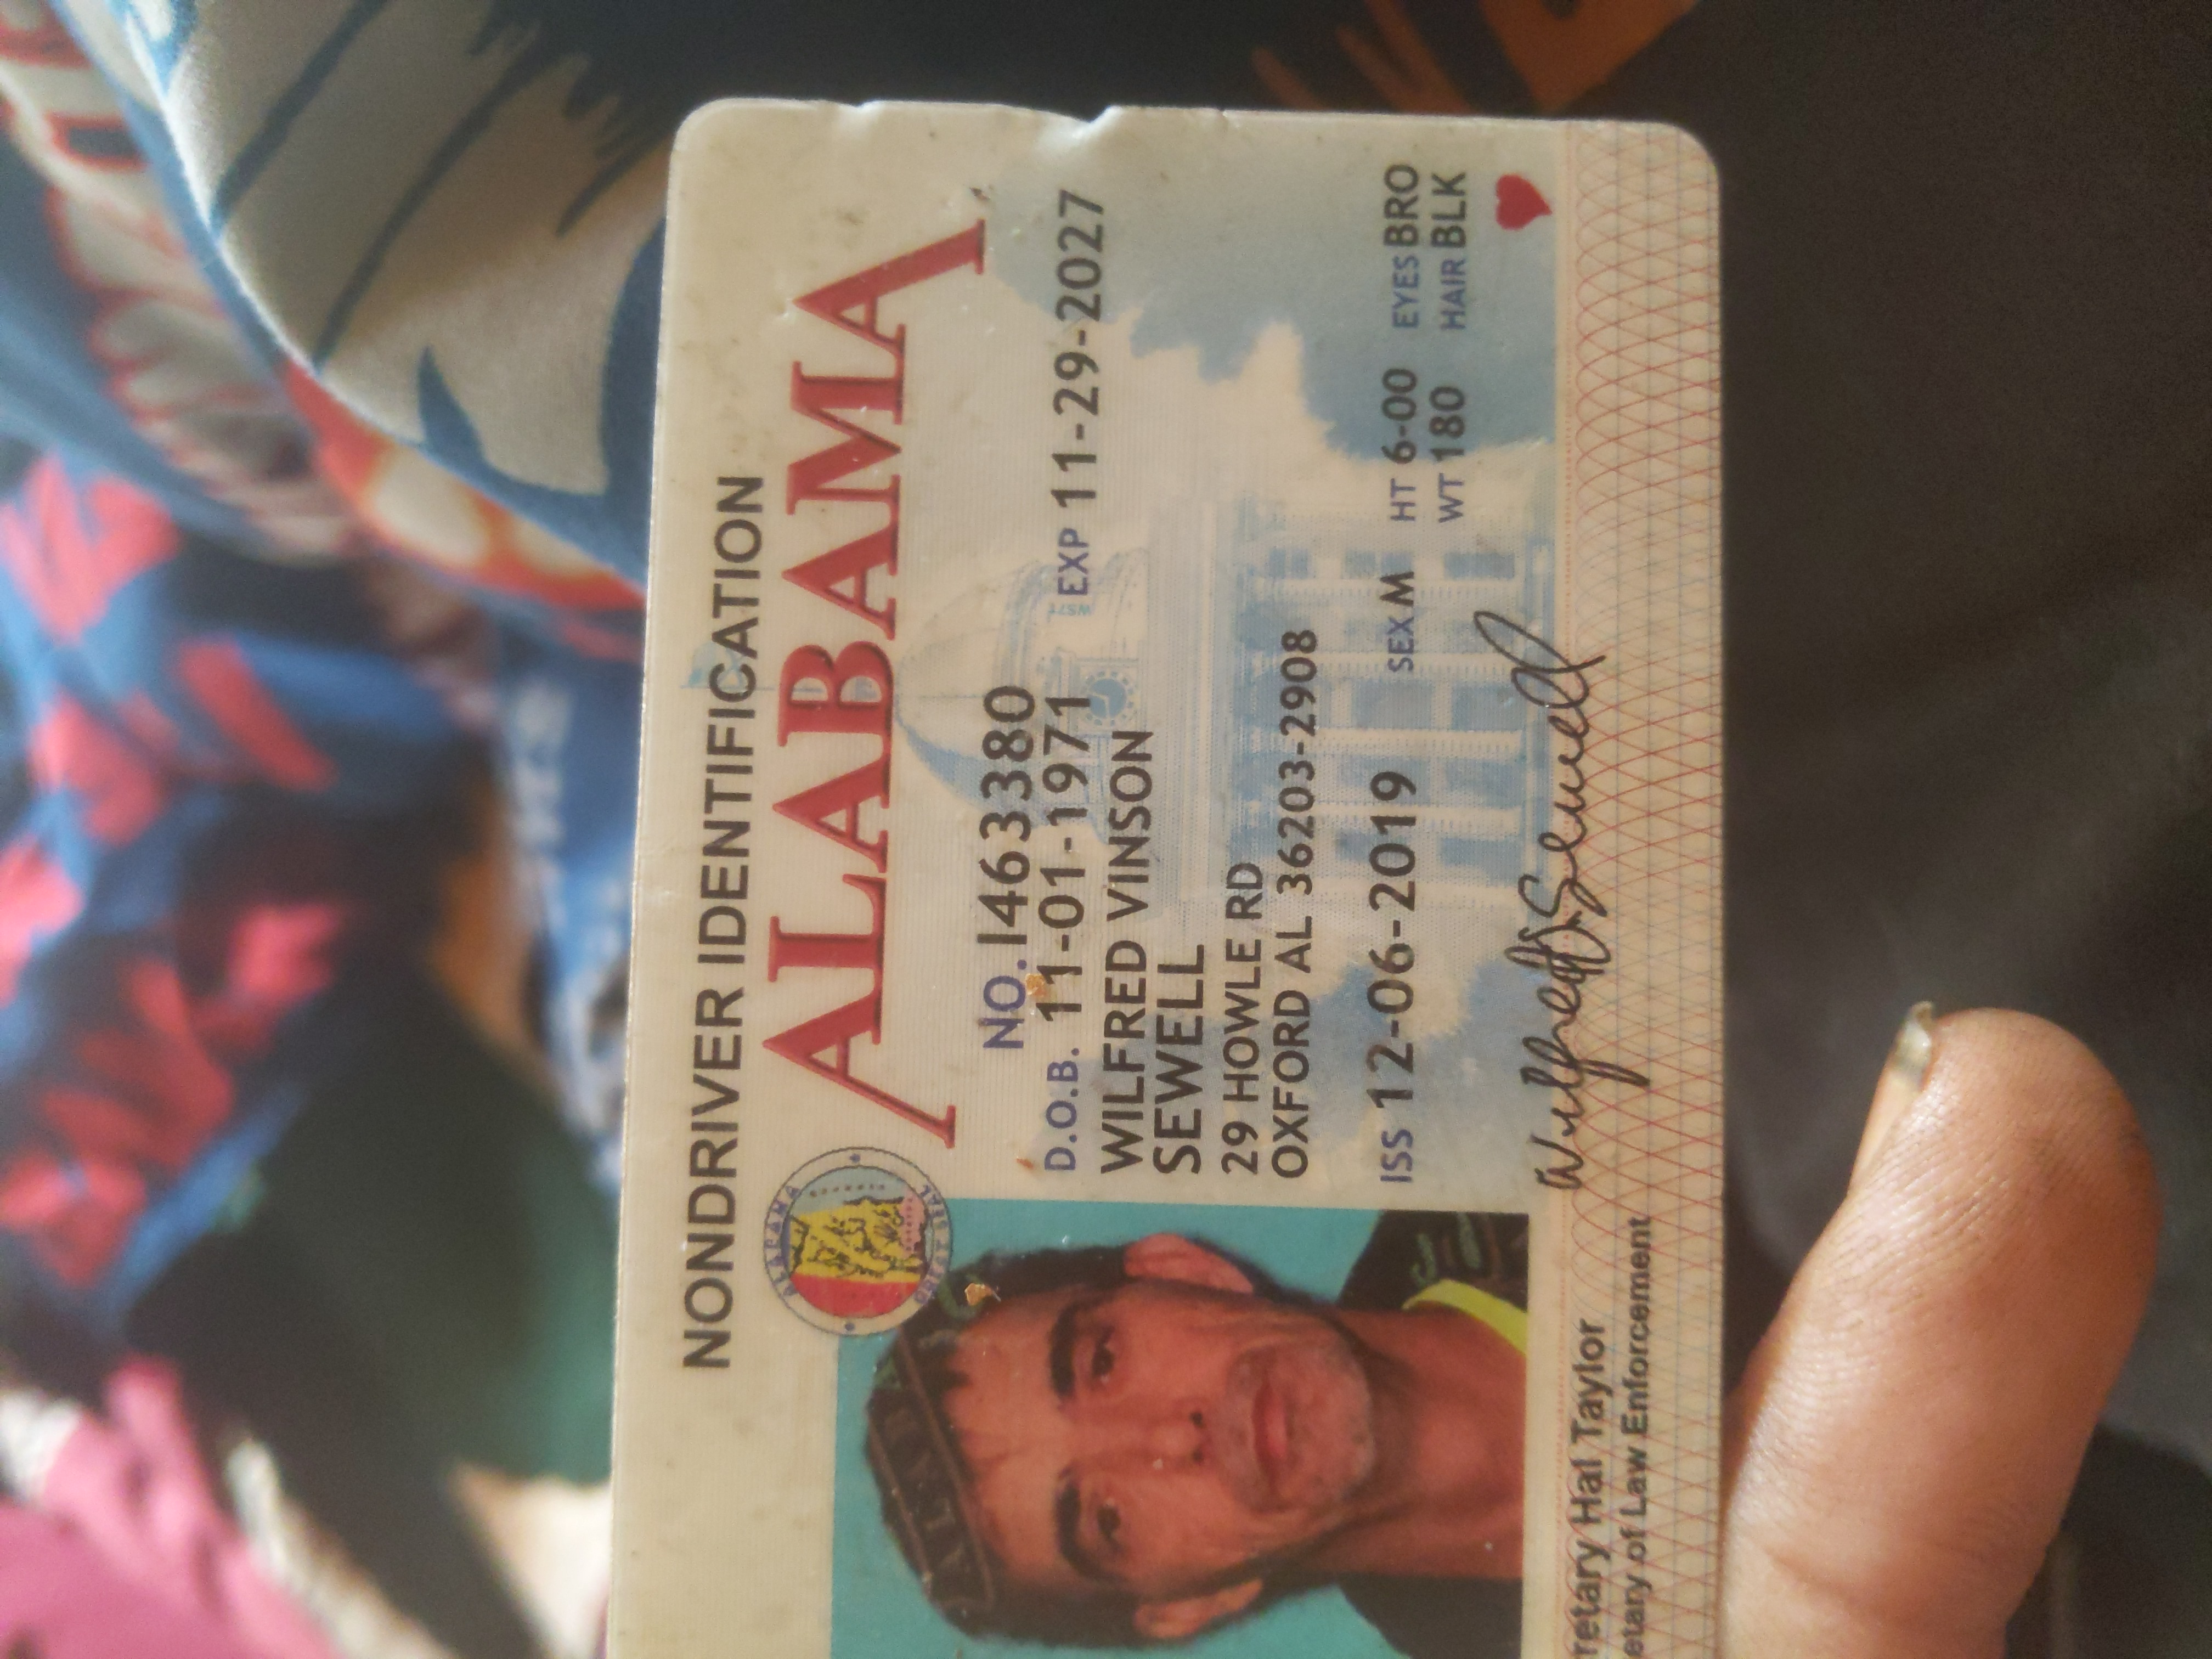 NONDRIVER IDENTIFICATION
ALABAMA
NO. 1463380
D.O.B. 11-01-1971 EXP 11-29-2027
WILFRED VINSON
SEWELL
29 HOWLE RD
OXFORD AL 36203-2908
ISS 12-06-2019 SEX M HT 6-00 EYES BRO
WT 180 HAIR BLK
Wilfred Sewell
retary Hal Taylor
etary of Law Enforcement